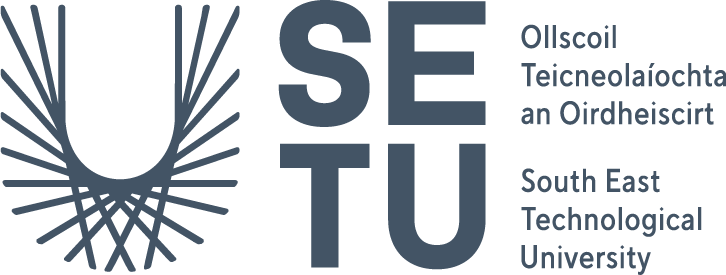 SE
TU
Ollscoil
Teicneolaíochta
an Oirdheiscirt
South East
Technological
University